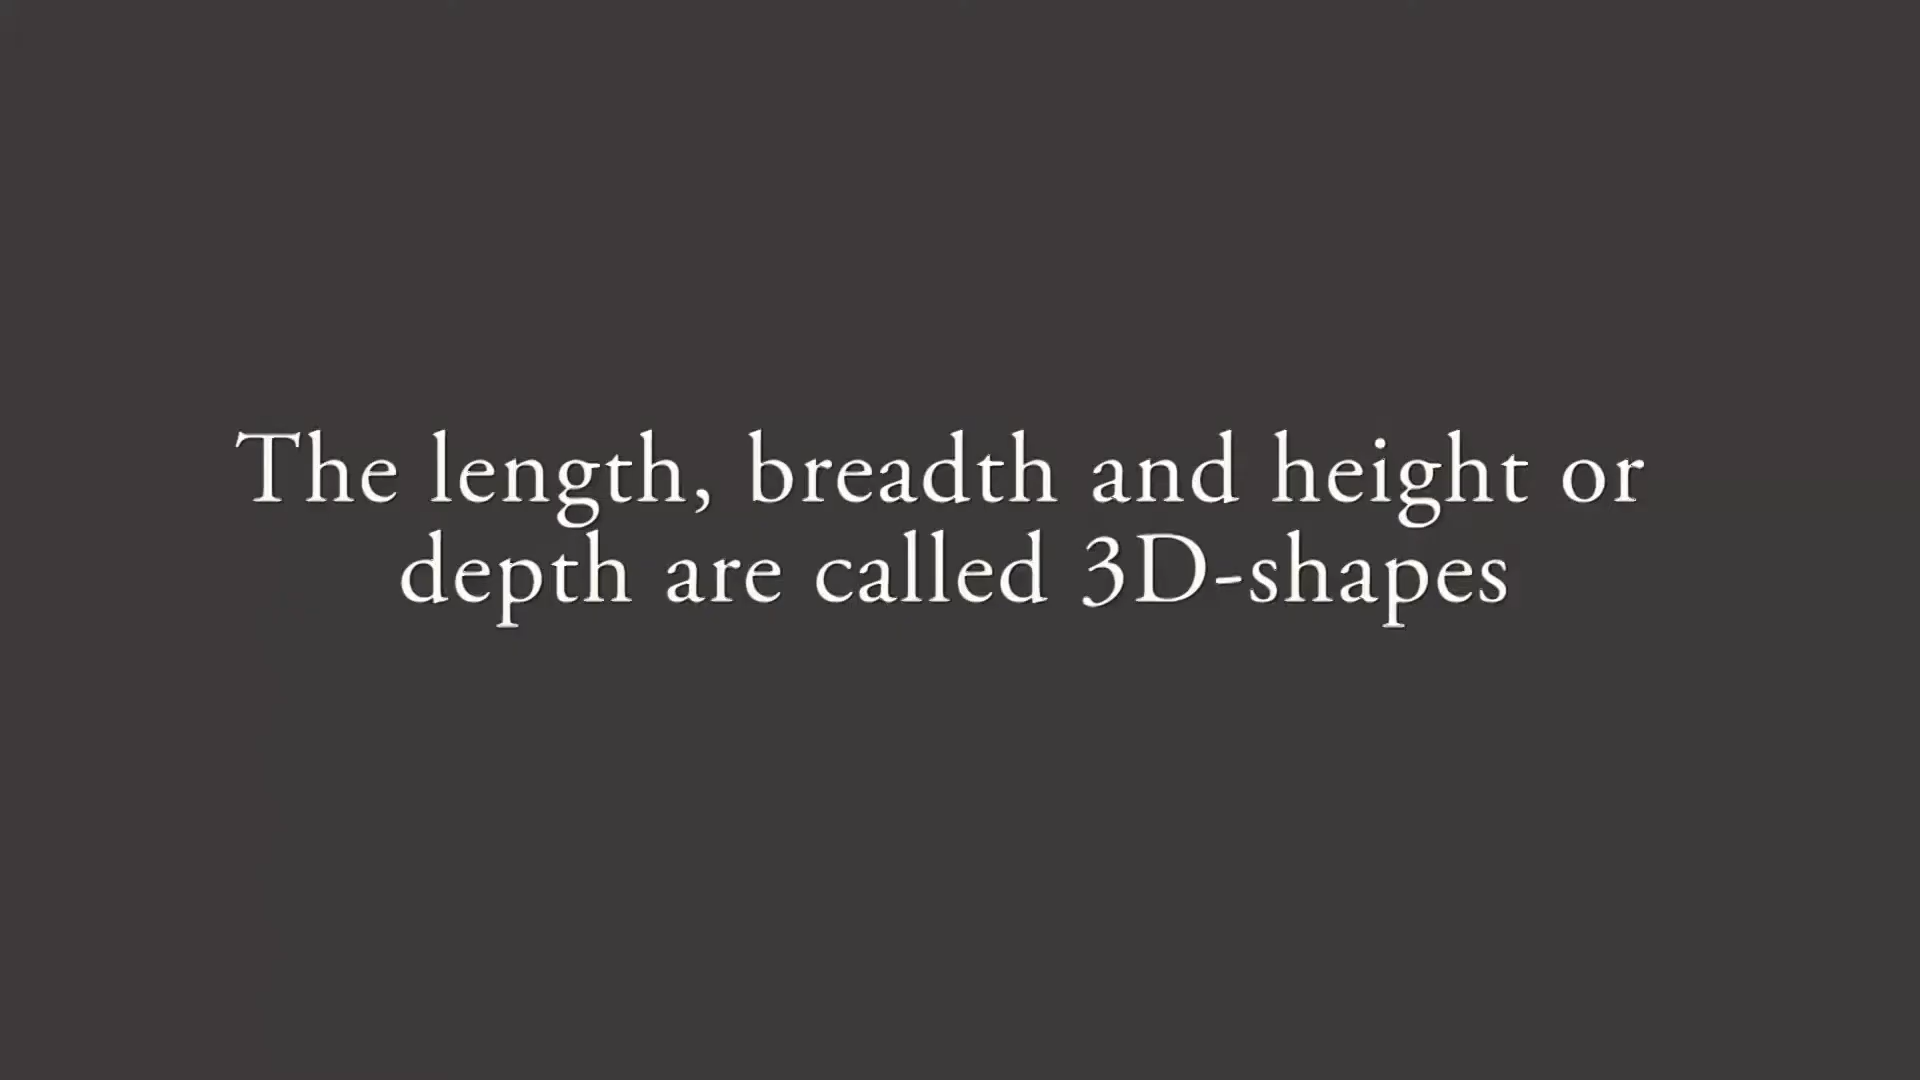 The length, breadth and height or
depth are called 3D-shapes